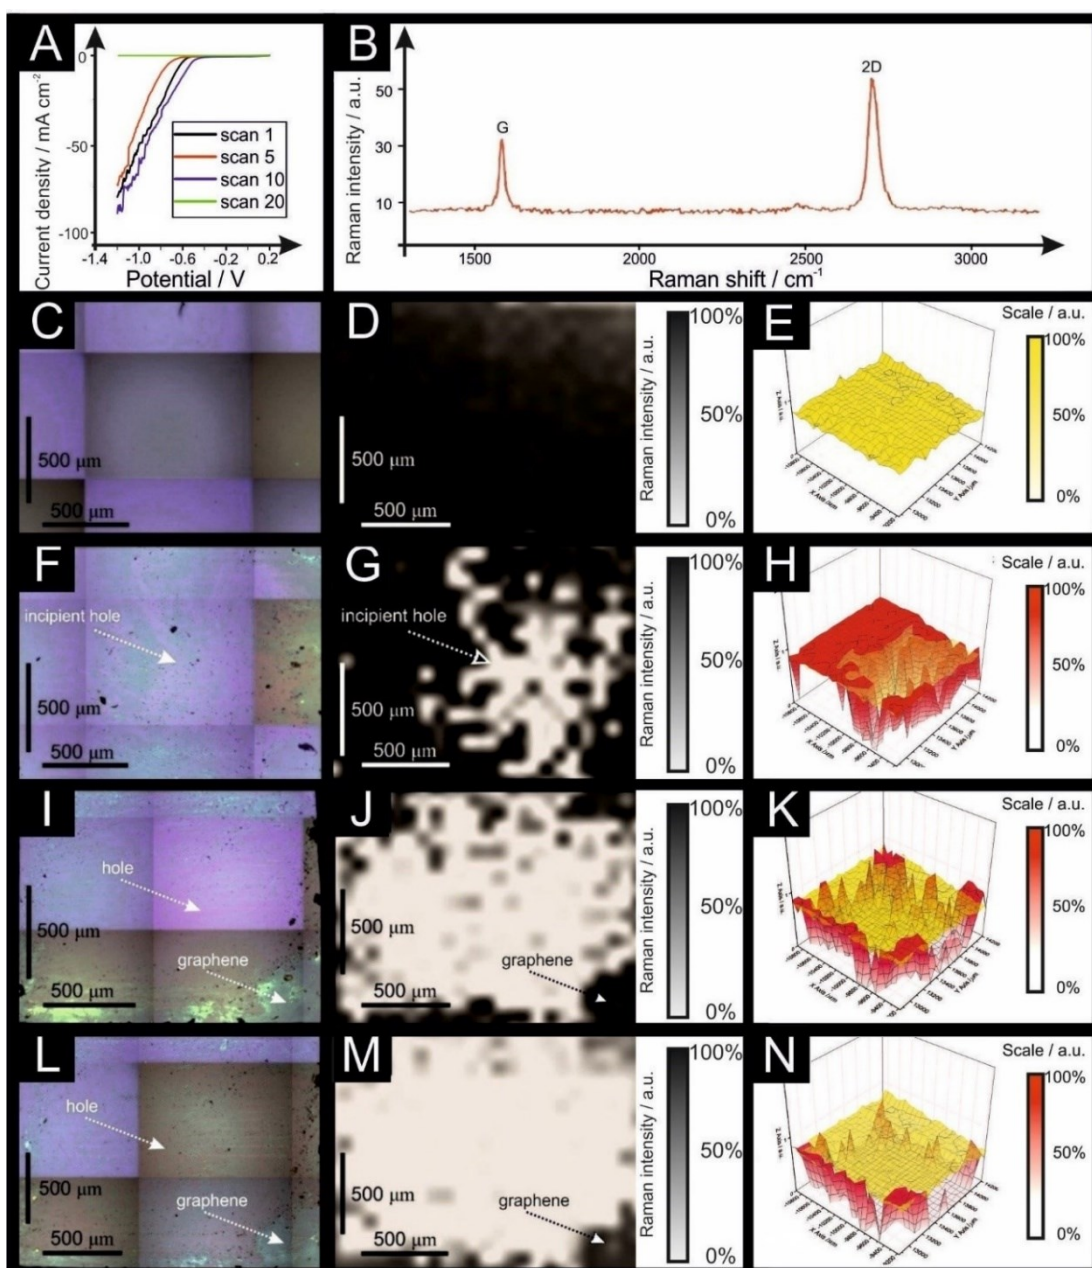 A
Current density / mA cm⁻²
0
-50
-100
scan 1
scan 5
scan 10
scan 20
-1.4 -1.0 -0.6 -0.2 0.2
Potential / V
B
Raman intensity / a.u.
50
30
10
G
2D
1500 2000 2500 3000
Raman shift / cm⁻¹
C
500 μm
500 μm
D
500 μm
500 μm
Raman intensity / a.u.
100%
50%
0%
E
Scale / a.u.
100%
50%
0%
F
incipient hole
500 μm
500 μm
G
incipient hole
500 μm
500 μm
Raman intensity / a.u.
100%
50%
0%
H
Scale / a.u.
100%
50%
0%
I
hole
graphene
500 μm
500 μm
J
graphene
500 μm
500 μm
Raman intensity / a.u.
100%
50%
0%
K
Scale / a.u.
100%
50%
0%
L
hole
graphene
500 μm
500 μm
M
graphene
500 μm
500 μm
Raman intensity / a.u.
100%
50%
0%
N
Scale / a.u.
100%
50%
0%